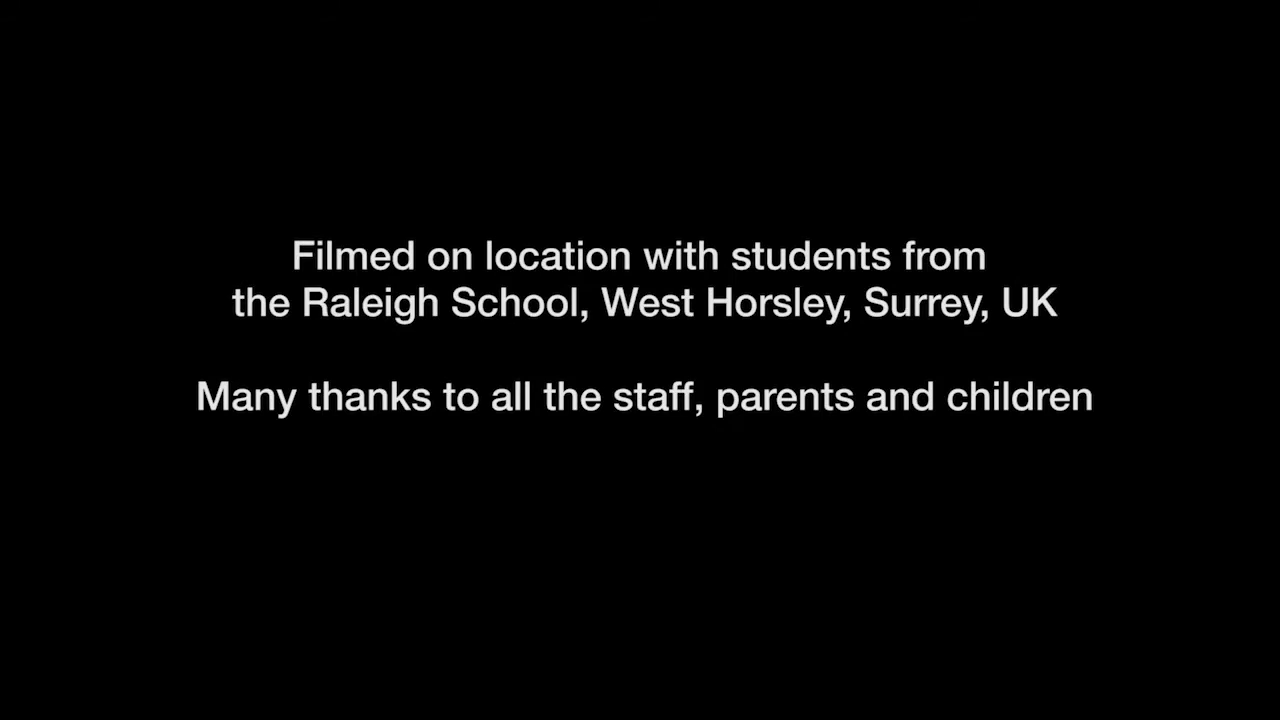 Filmed on location with students from
the Raleigh School, West Horsley, Surrey, UK
Many thanks to all the staff, parents and children